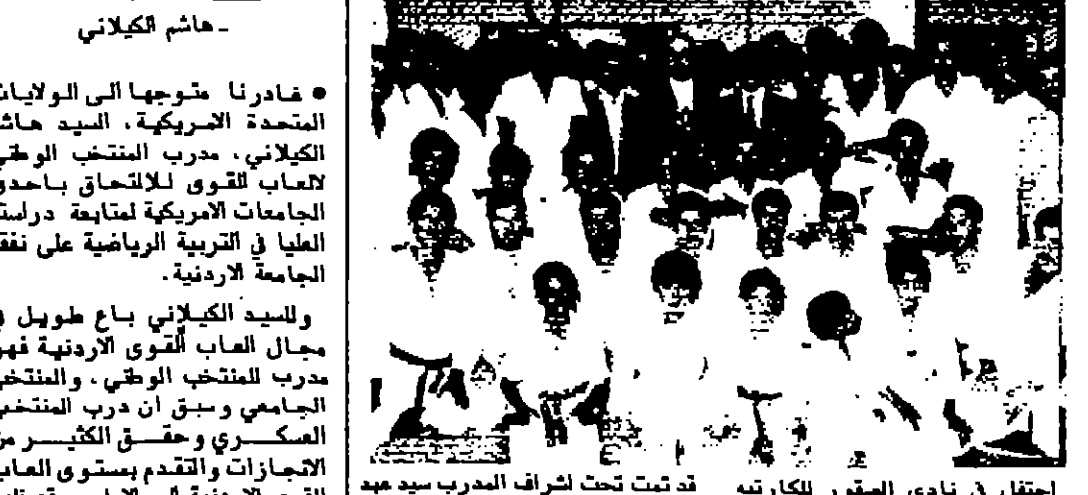 احتفل في نادي الصقور للكاراتيه
قد تمت تحت اشراف المدرب سيد عبد
ـ هاشم الكيلاني
● غادرنا متوجها الى الولايات
المتحدة الامريكية، السيد هاشم
الكيلاني، مدرب المنتخب الوطني
لالعاب القوى للالتحاق باحدى
الجامعات الامريكية لمتابعة دراسته
العليا في التربية الرياضية على نفقة
الجامعة الاردنية.
وللسيد الكيلاني باع طويل في
مجال العاب القوى الاردنية فهو
مدرب للمنتخب الوطني، والمنتخب
الجامعي وسبق ان درب المنتخب
العسكري وحقق الكثير من
الانجازات والتقدم بمستوى العاب